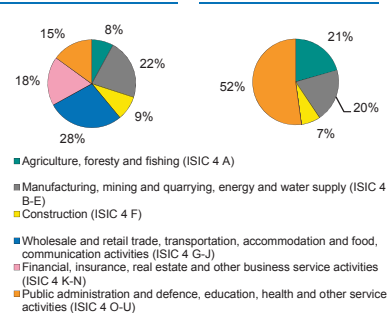 15%
8%
22%
9%
28%
18%
21%
20%
7%
52%
Agriculture, foresty and fishing (ISIC 4 A)
Manufacturing, mining and quarrying, energy and water supply (ISIC 4
B-E)
Construction (ISIC 4 F)
Wholesale and retail trade, transportation, accommodation and food,
communication activities (ISIC 4 G-J)
Financial, insurance, real estate and other business service activities
(ISIC 4 K-N)
Public administration and defence, education, health and other service
activities (ISIC 4 O-U)